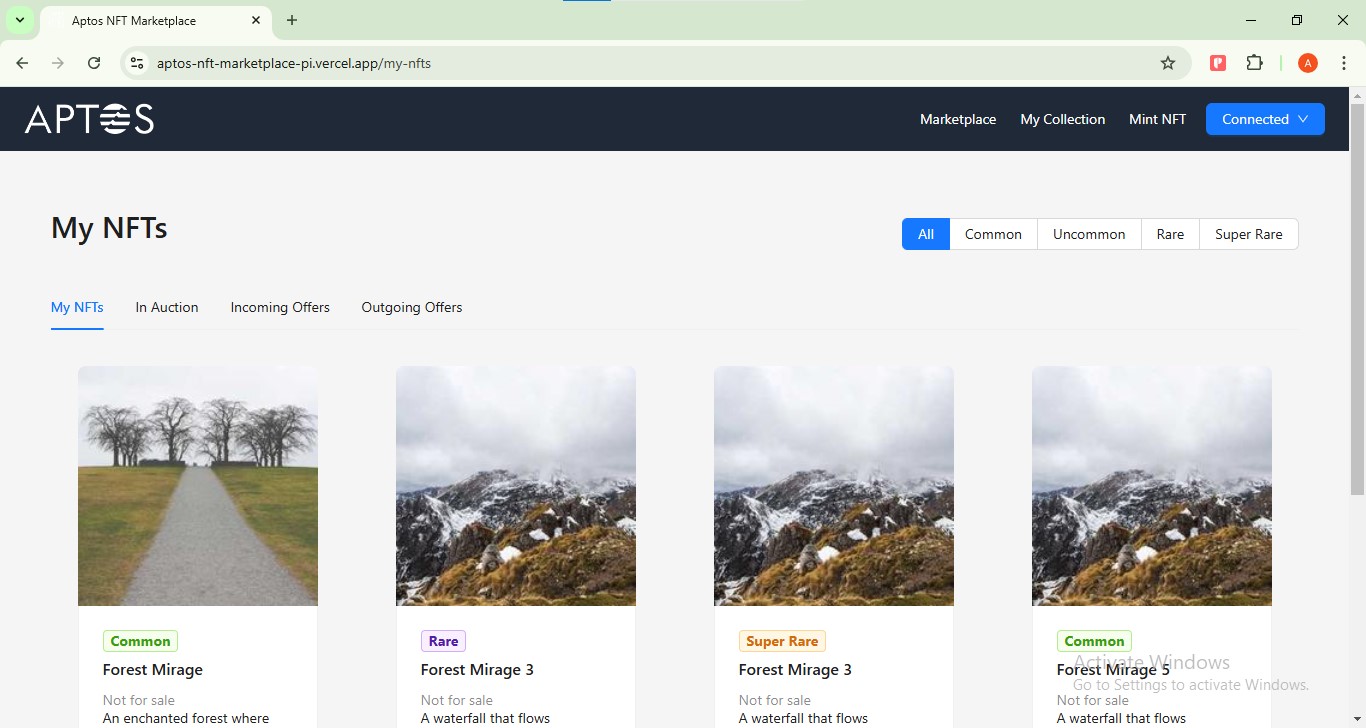 Aptos NFT Marketplace
aptos-nft-marketplace-pi.vercel.app/my-nfts
A
APTOS
Marketplace
My Collection
Mint NFT
Connected
My NFTs
All
Common
Uncommon
Rare
Super Rare
My NFTs
In Auction
Incoming Offers
Outgoing Offers
Common
Forest Mirage
Not for sale
An enchanted forest where
Rare
Forest Mirage 3
Not for sale
A waterfall that flows
Super Rare
Forest Mirage 3
Not for sale
A waterfall that flows
Common
Forest Mirage 5
Not for sale
A waterfall that flows
Activate Windows
Go to Settings to activate Windows.